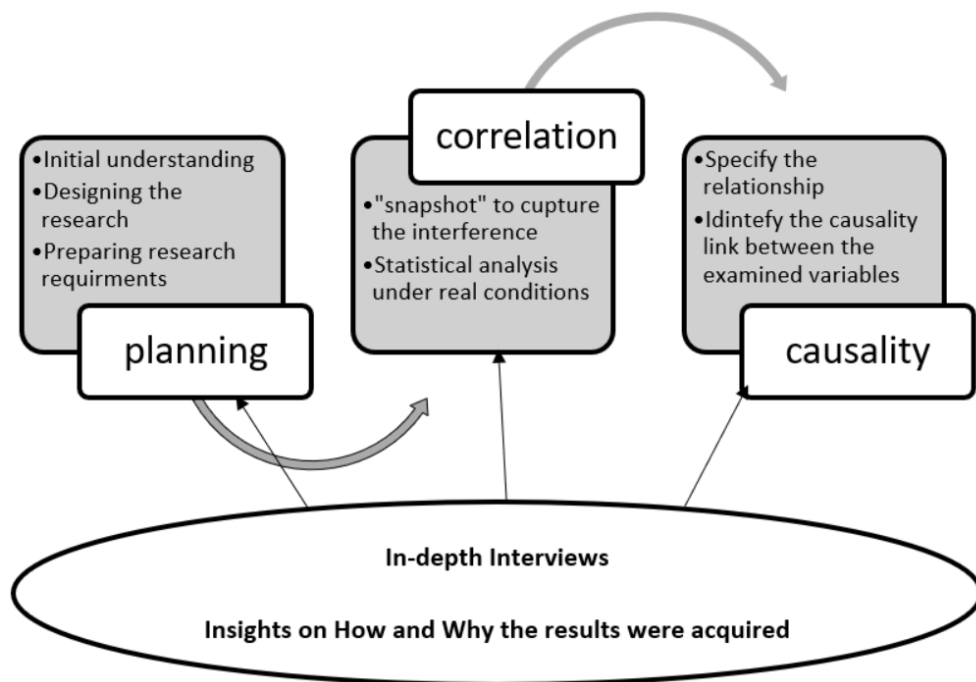 •Initial understanding
•Designing the
research
•Preparing research
requirments
planning
correlation
•"snapshot" to cupture
the interference
•Statistical analysis
under real conditions
•Specify the
relationship
•Idintefy the causality
link between the
examined variables
causality
In-depth Interviews
Insights on How and Why the results were acquired